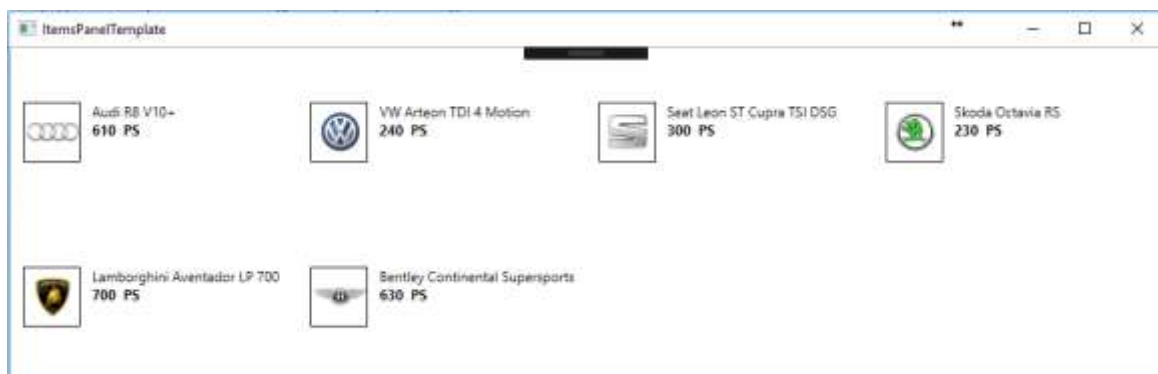 ItemsPanelTemplate
Audi R8 V10+
610 PS
VW Arteon TDI 4 Motion
240 PS
Seat Leon ST Cupra TSI DSG
300 PS
Skoda Octavia RS
230 PS
Lamborghini Aventador LP 700
700 PS
Bentley Continental Supersports
630 PS